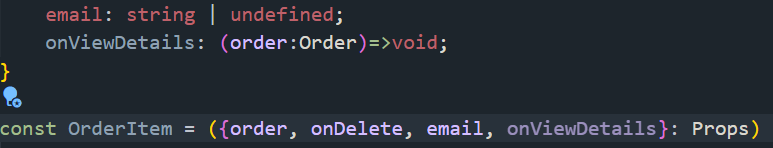 email: string | undefined;
onViewDetails: (order:Order)=>void;
}
const OrderItem = ({order, onDelete, email, onViewDetails}: Props)